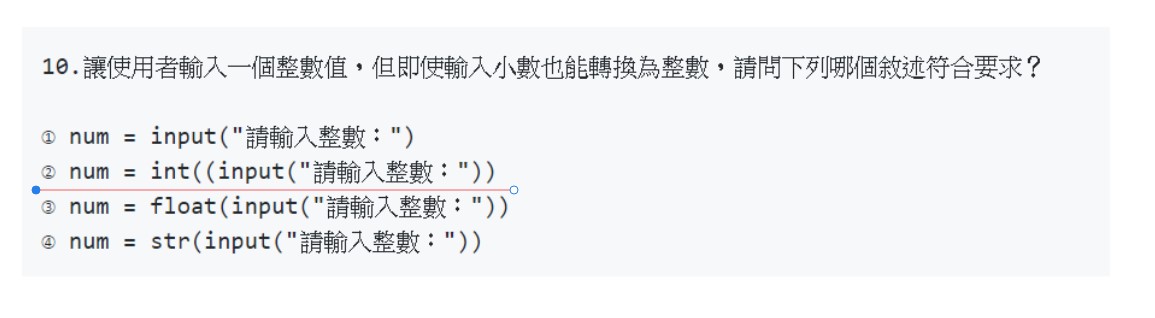 10.讓使用者輸入一個整數值，但即使輸入小數也能轉換為整數，請問下列哪個敘述符合要求？
① num = input("請輸入整數：")
② num = int((input("請輸入整數："))
③ num = float(input("請輸入整數："))
④ num = str(input("請輸入整數："))